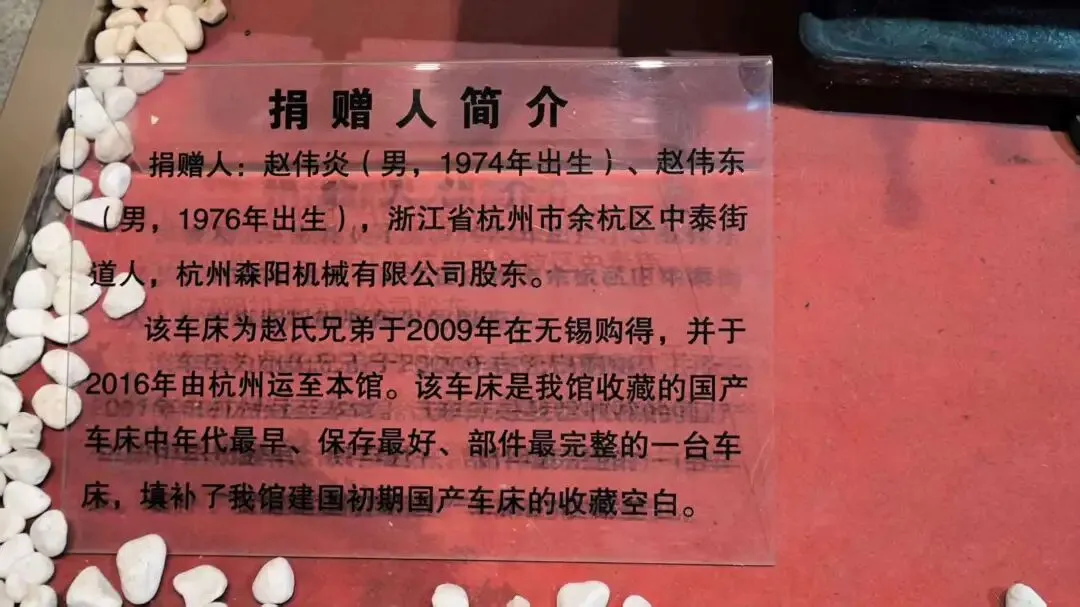 捐赠人简介
捐赠人：赵伟炎（男，1974年出生）、赵伟东
（男，1976年出生），浙江省杭州市余杭区中泰街
道人，杭州森阳机械有限公司股东。
该车床为赵氏兄弟于2009年在无锡购得，并于
2016年由杭州运至本馆。该车床是我馆收藏的国产
车床中年代最早、保存最好、部件最完整的一台车
床，填补了我馆建国初期国产车床的收藏空白。